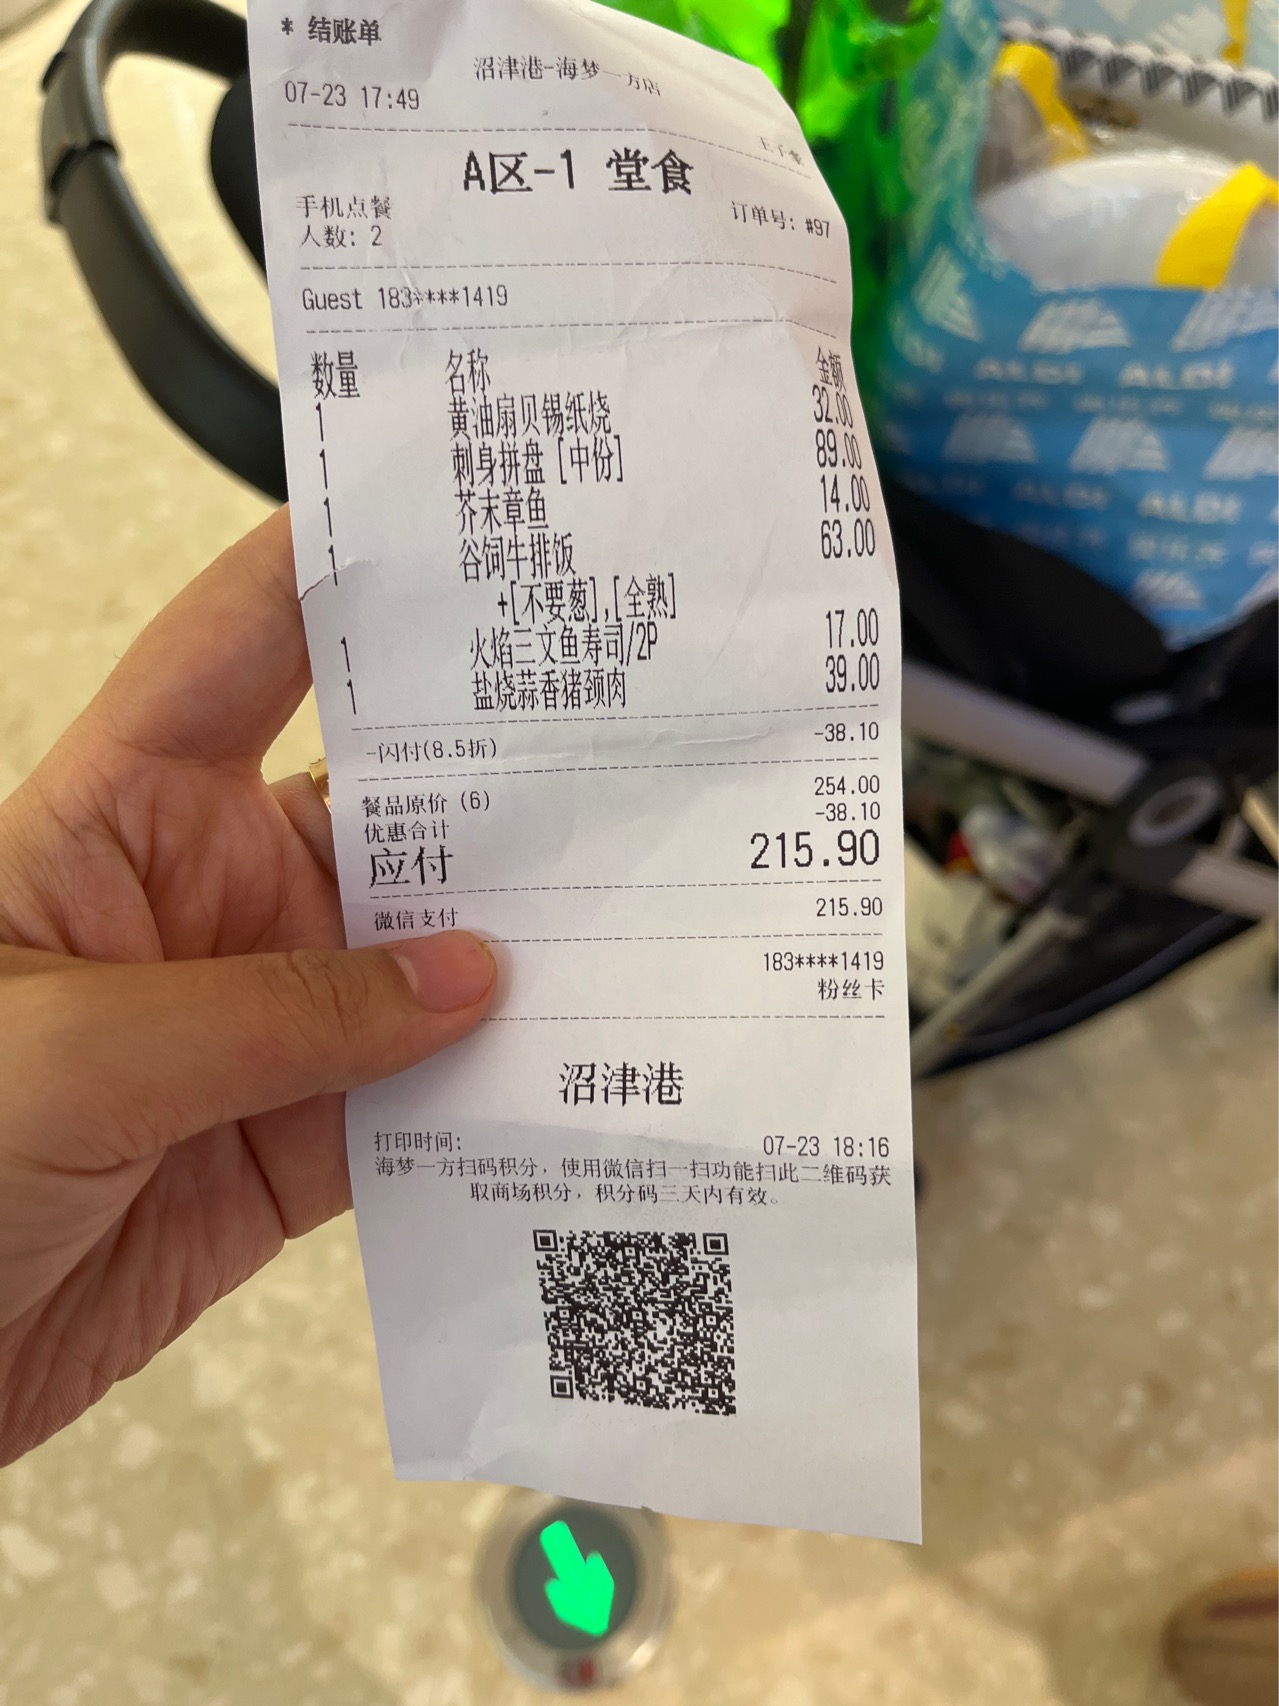 * 结账单
沼津港-海梦一方店
07-23 17:49
A区-1 堂食
手机点餐
订单号: #97
人数: 2
Guest 183****1419
数量 名称 金额
1 黄油扇贝锡纸烧 32.00
1 刺身拼盘 [中份] 89.00
1 芥末章鱼 14.00
1 谷饲牛排饭 63.00
+[不要葱],[全熟]
1 火焰三文鱼寿司/2P 17.00
1 盐烧蒜香猪颈肉 39.00
-闪付(8.5折) -38.10
餐品原价 (6) 254.00
优惠合计 -38.10
应付 215.90
微信支付 215.90
183****1419
粉丝卡
沼津港
打印时间: 07-23 18:16
海梦一方扫码积分，使用微信扫一扫功能扫此二维码获
取商场积分，积分码三天内有效。
ALDI ALDI
ALDI ALDI